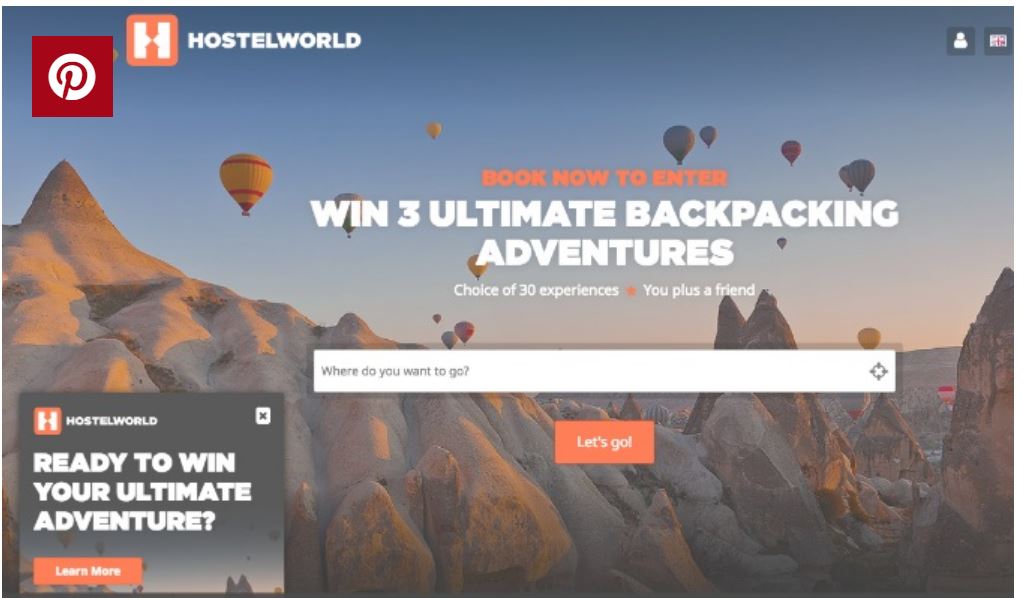 HOSTELWORLD
BOOK NOW TO ENTER
WIN 3 ULTIMATE BACKPACKING
ADVENTURES
Choice of 30 experiences ★ You plus a friend
Where do you want to go?
Let's go!
HOSTELWORLD
READY TO WIN
YOUR ULTIMATE
ADVENTURE?
Learn More